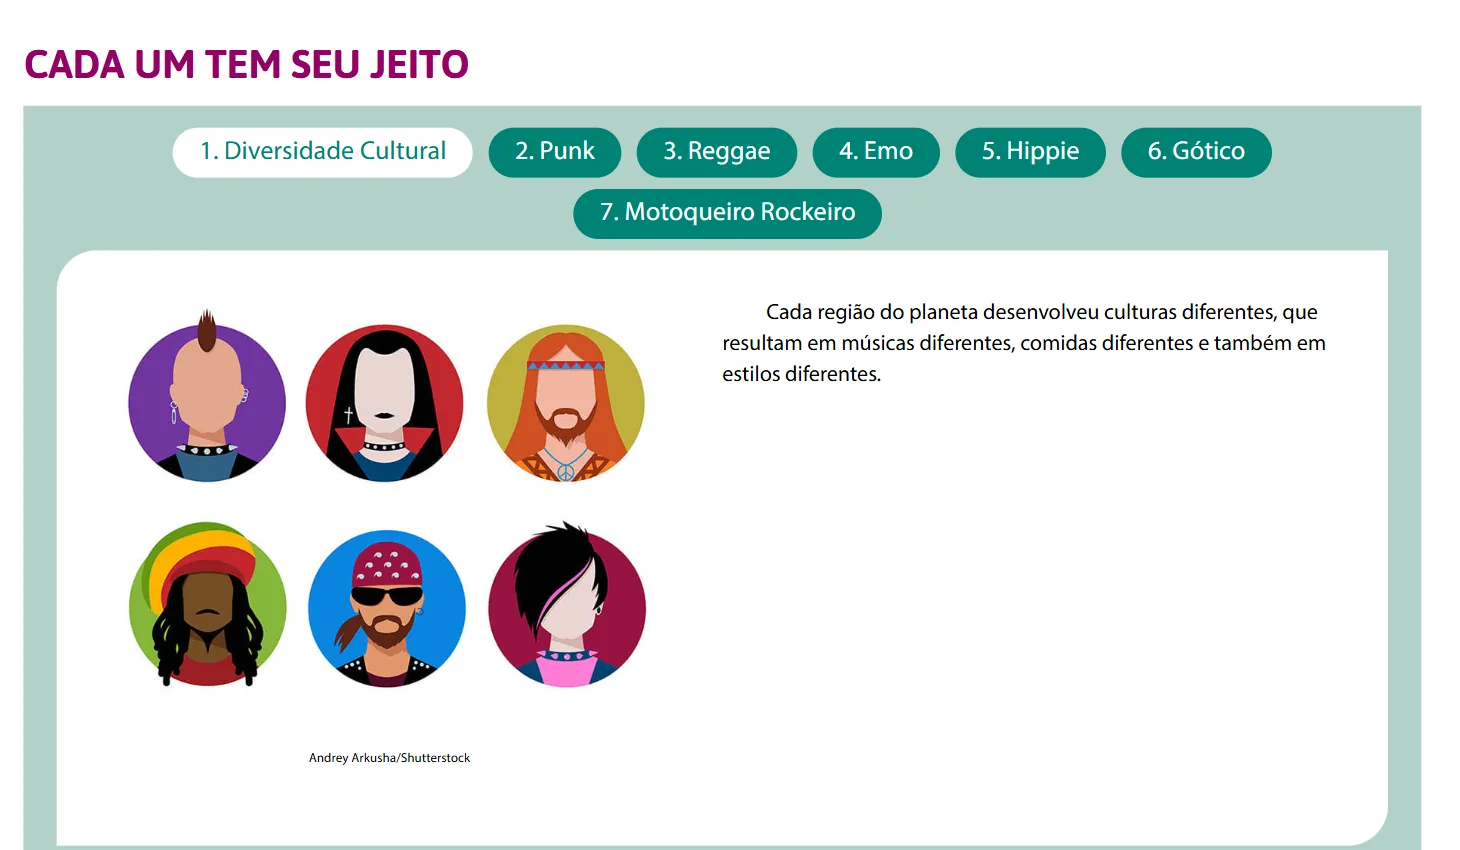 CADA UM TEM SEU JEITO
1. Diversidade Cultural
2. Punk
3. Reggae
4. Emo
5. Hippie
6. Gótico
7. Motoqueiro Rockeiro
Cada região do planeta desenvolveu culturas diferentes, que
resultam em músicas diferentes, comidas diferentes e também em
estilos diferentes.
Andrey Arkusha/Shutterstock